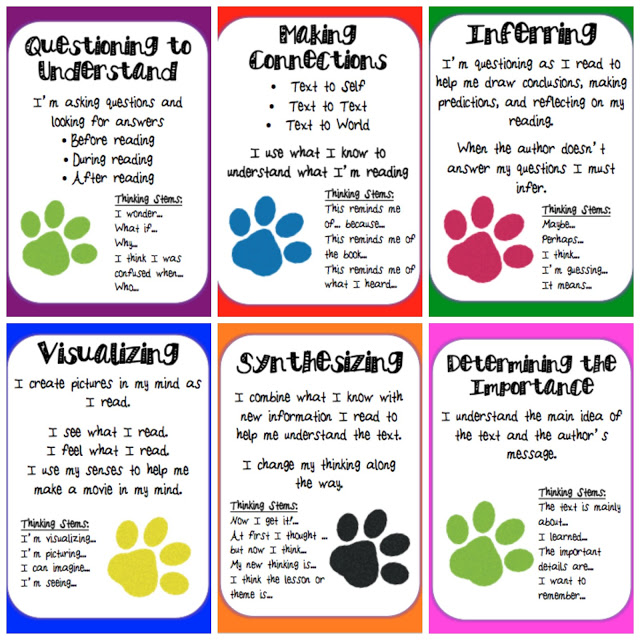 Questioning to
Understand
I'm asking questions and
looking for answers
• Before reading
• During reading
• After reading
Thinking Stems:
I wonder...
What if...
Why...
I think I was
confused when...
Who...
Making
Connections
• Text to Self
• Text to Text
• Text to World
I use what I know to
understand what I'm reading
Thinking Stems:
This reminds me
of... because...
This reminds me of
the book...
This reminds me of
what I heard...
Inferring
I'm questioning as I read to
help me draw conclusions, making
predictions, and reflecting on my
reading.
When the author doesn't
answer my questions I must
infer.
Thinking Stems:
Maybe...
Perhaps...
I think...
I'm guessing...
It means...
Visualizing
I create pictures in my mind as
I read.
I see what I read.
I feel what I read.
I use my senses to help me
make a movie in my mind.
Thinking Stems:
I'm visualizing...
I'm picturing...
I can imagine...
I'm seeing...
Synthesizing
I combine what I know with
new information I read to
help me understand the text.
I change my thinking along
the way.
Thinking Stems:
Now I get it!...
At first I thought ...
but now I think...
My new thinking is...
I think the lesson or
theme is...
Determining the
Importance
I understand the main idea of
the text and the author's
message.
Thinking Stems:
The text is mainly
about...
I learned...
The important
details are...
I want to
remember...